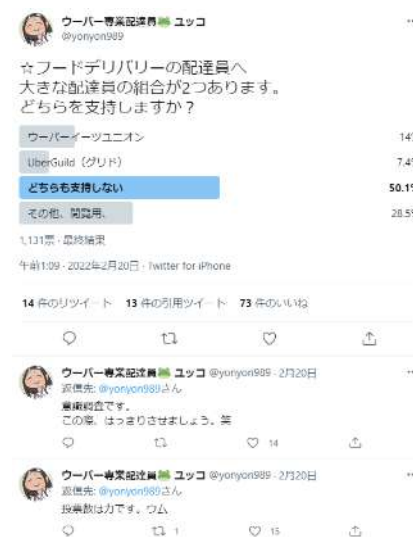 ウーバー専業配達員 ユッコ
@yonyon989
☆フードデリバリーの配達員へ
大きな配達員の組合が2つあります。
どちらを支持しますか？
ウーバーイーツユニオン 14
UberGuild（グリド） 7.4
どちらも支持しない 50.1%
その他、閲覧用、 28.5
1,131票・最終結果
午前1:09・2022年2月20日・Twitter for iPhone
14 件のリツイート 13 件の引用ツイート 73 件のいいね
ウーバー専業配達員 ユッコ @yonyon989・2月20日
返信先: @yonyon989さん
意識調査です。
この際、はっきりさせましょう。笑
14
ウーバー専業配達員 ユッコ @yonyon989・2月20日
返信先: @yonyon989さん
投票数は力です。ウム
1 15